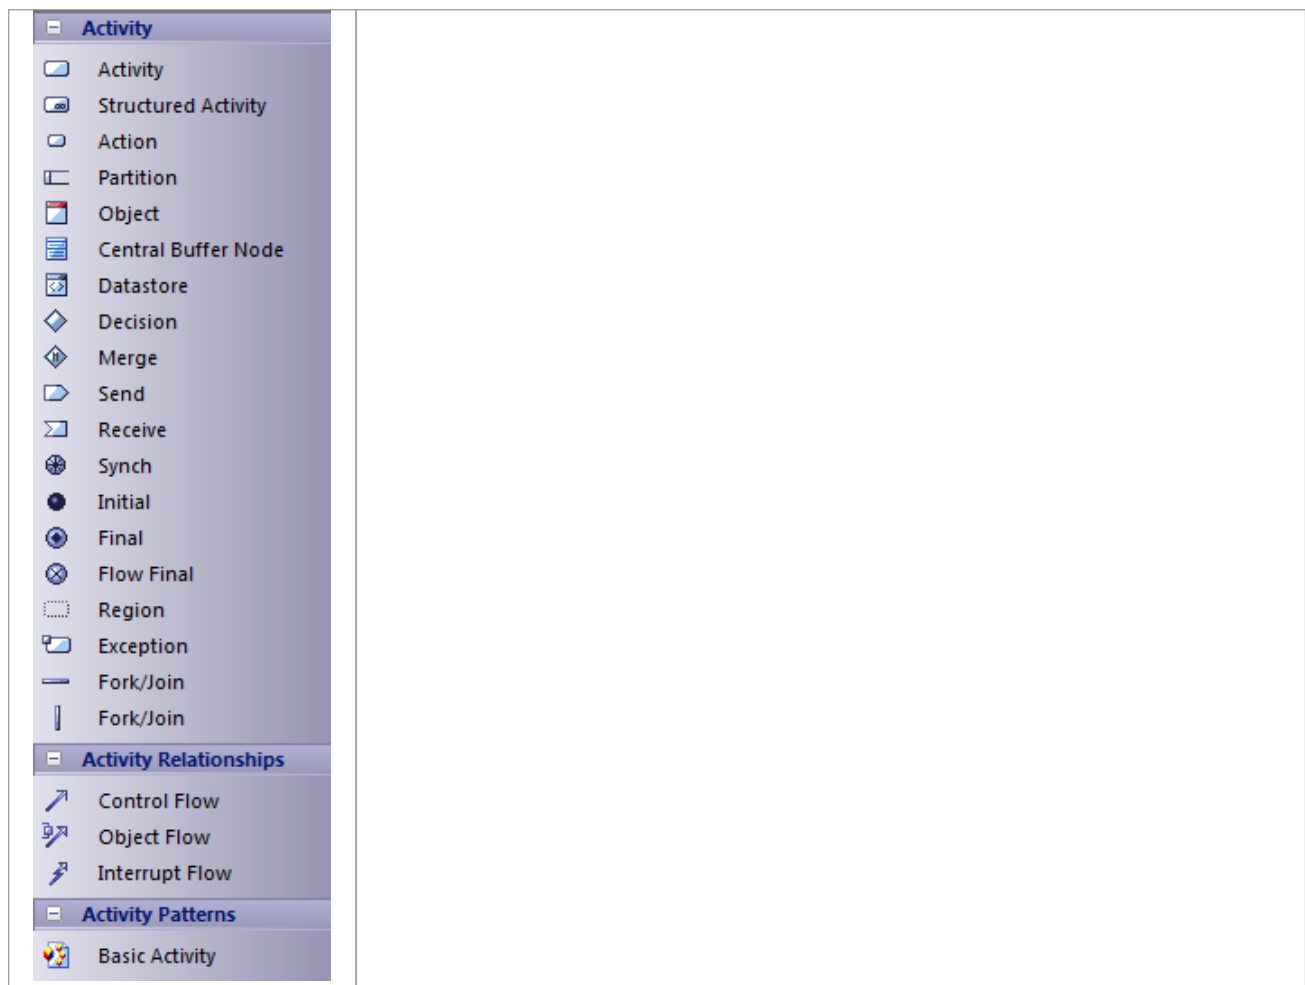 Activity
Activity
Structured Activity
Action
Partition
Object
Central Buffer Node
Datastore
Decision
Merge
Send
Receive
Synch
Initial
Final
Flow Final
Region
Exception
Fork/Join
Fork/Join
Activity Relationships
Control Flow
Object Flow
Interrupt Flow
Activity Patterns
Basic Activity